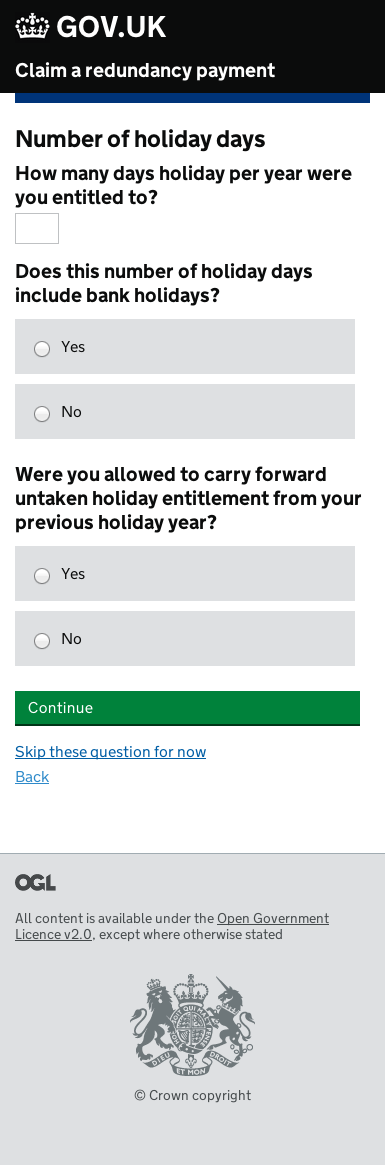 GOV.UK
Claim a redundancy payment
Number of holiday days
How many days holiday per year were
you entitled to?
Does this number of holiday days
include bank holidays?
Yes
No
Were you allowed to carry forward
untaken holiday entitlement from your
previous holiday year?
Yes
No
Continue
Skip these question for now
Back
OGL
All content is available under the Open Government
Licence v2.0, except where otherwise stated
DIEU ET MON DROIT
© Crown copyright